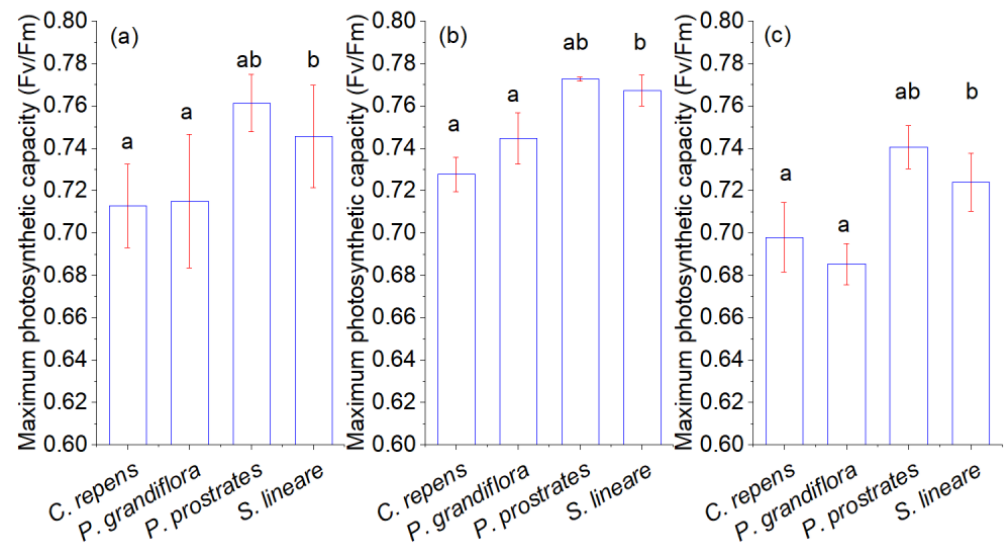 Maximum photosynthetic capacity (Fv/Fm)
0.80
0.78
0.76
0.74
0.72
0.70
0.68
0.66
0.64
0.62
0.60
(a)
a
a
ab
b
C. repens
P. grandiflora
P. prostrates
S. lineare
Maximum photosynthetic capacity (Fv/Fm)
0.80
0.78
0.76
0.74
0.72
0.70
0.68
0.66
0.64
0.62
0.60
(b)
a
a
ab
b
C. repens
P. grandiflora
P. prostrates
S. lineare
Maximum photosynthetic capacity (Fv/Fm)
0.80
0.78
0.76
0.74
0.72
0.70
0.68
0.66
0.64
0.62
0.60
(c)
a
a
ab
b
C. repens
P. grandiflora
P. prostrates
S. lineare